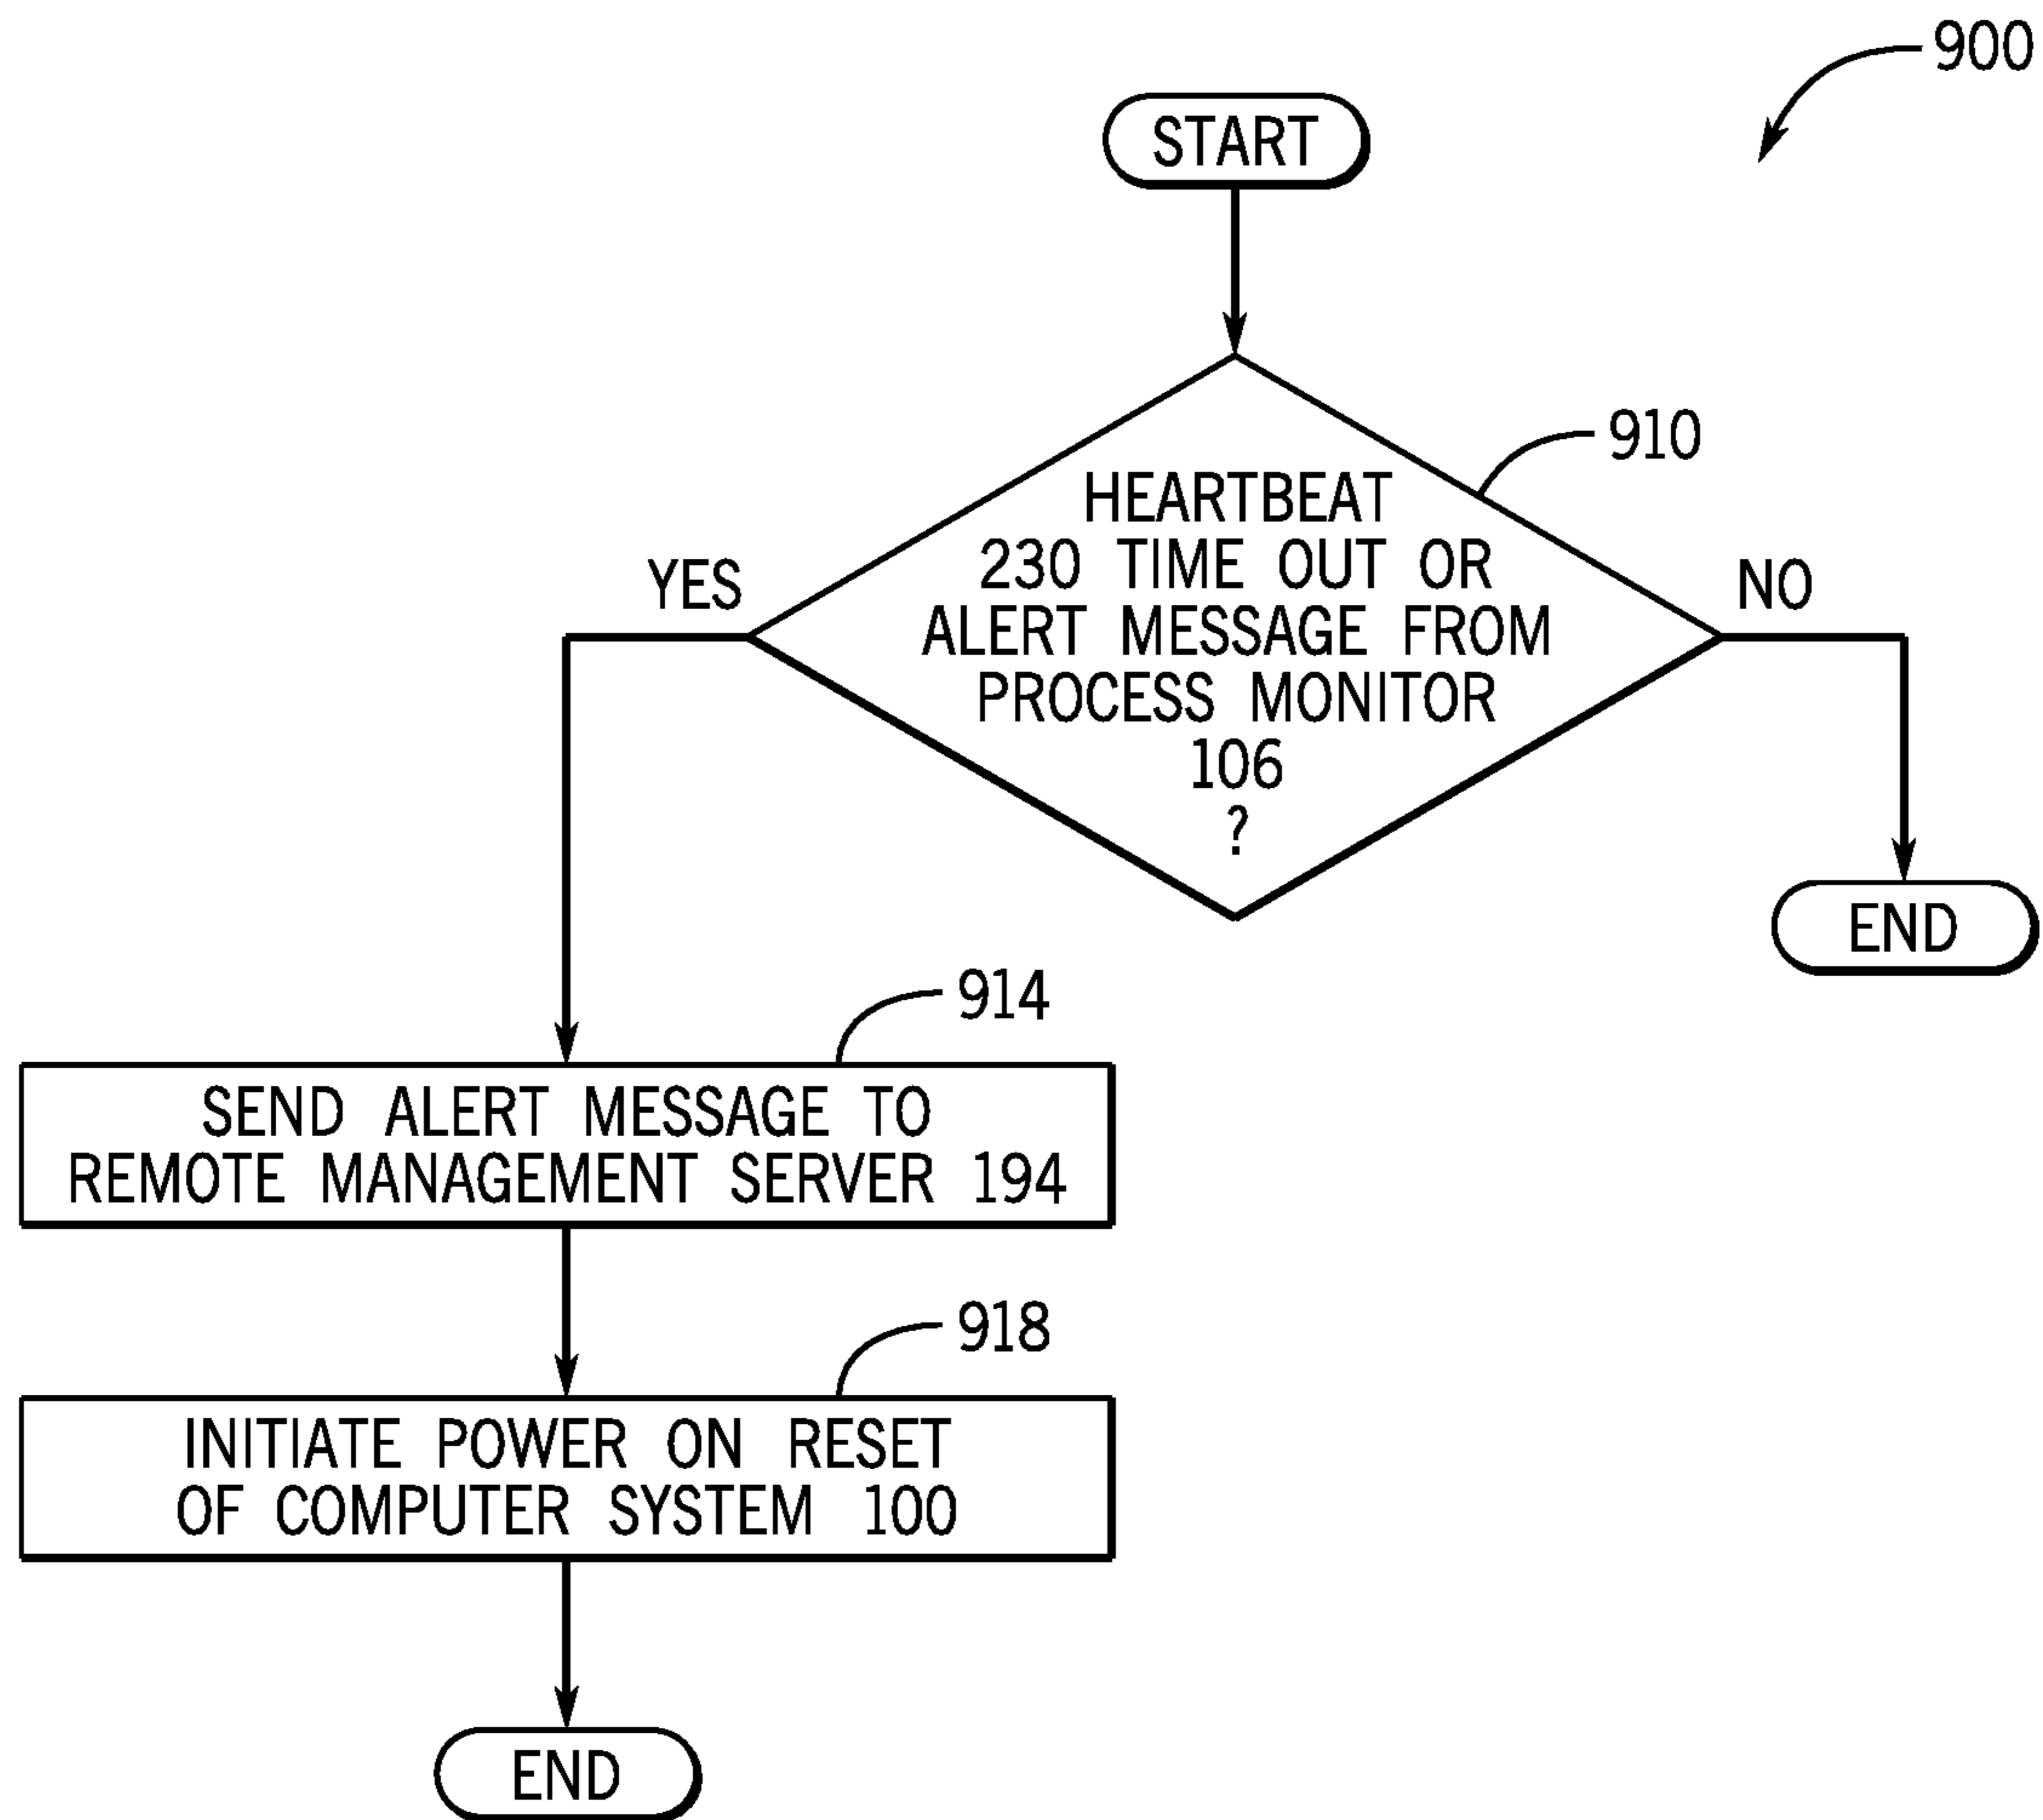 900
START
910
HEARTBEAT
230 TIME OUT OR
ALERT MESSAGE FROM
PROCESS MONITOR
106
?
YES
NO
END
914
SEND ALERT MESSAGE TO
REMOTE MANAGEMENT SERVER 194
918
INITIATE POWER ON RESET
OF COMPUTER SYSTEM 100
END